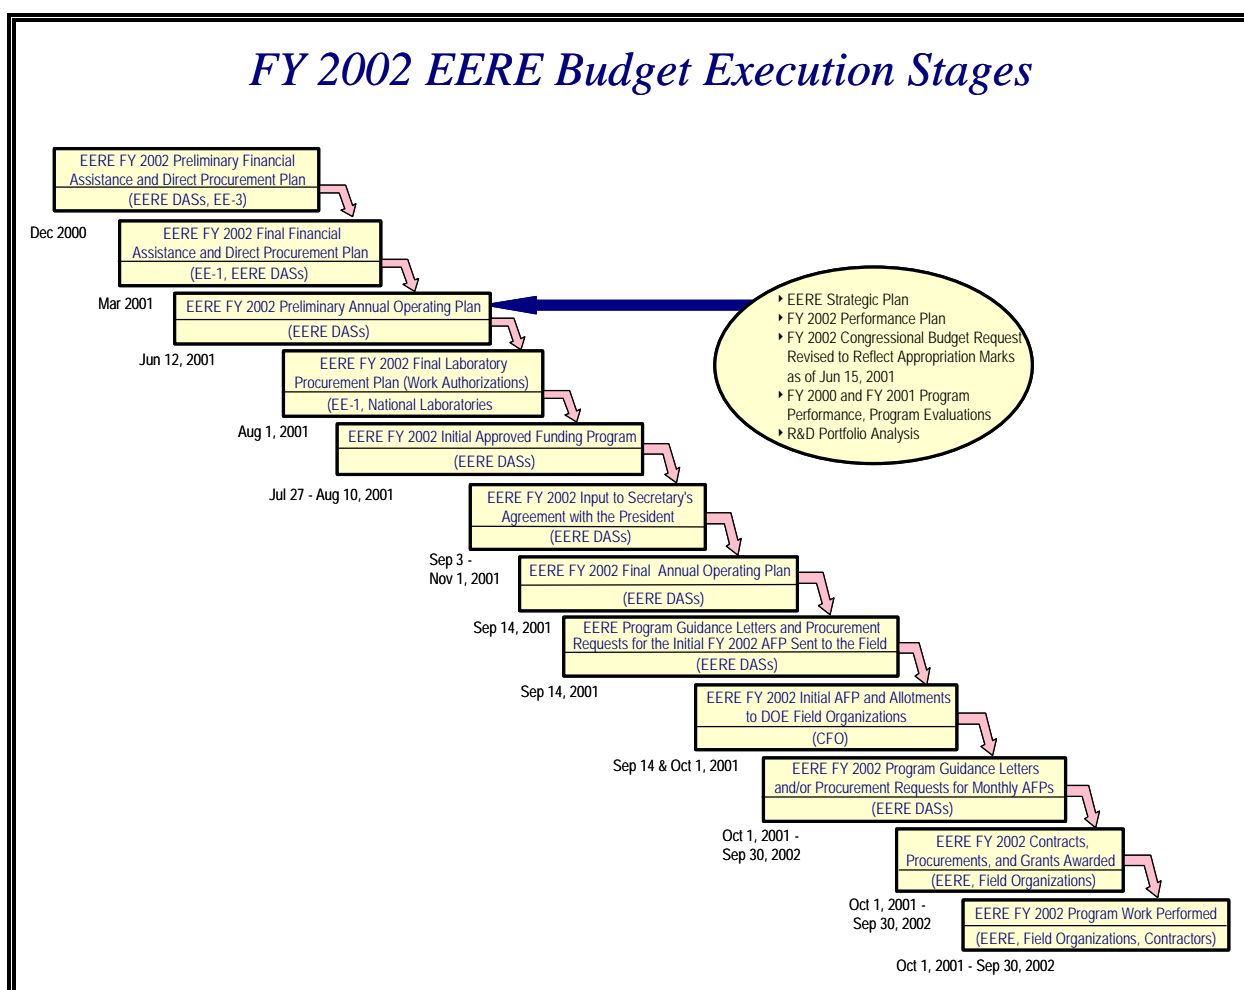 FY 2002 EERE Budget Execution Stages
EERE FY 2002 Preliminary Financial
Assistance and Direct Procurement Plan
(EERE DASs, EE-3)
Dec 2000
EERE FY 2002 Final Financial
Assistance and Direct Procurement Plan
(EE-1, EERE DASs)
Mar 2001
EERE FY 2002 Preliminary Annual Operating Plan
(EERE DASs)
Jun 12, 2001
EERE Strategic Plan
FY 2002 Performance Plan
FY 2002 Congressional Budget Request
Revised to Reflect Appropriation Marks
as of Jun 15, 2001
FY 2000 and FY 2001 Program
Performance, Program Evaluations
R&D Portfolio Analysis
EERE FY 2002 Final Laboratory
Procurement Plan (Work Authorizations)
(EE-1, National Laboratories
Aug 1, 2001
EERE FY 2002 Initial Approved Funding Program
(EERE DASs)
Jul 27 - Aug 10, 2001
EERE FY 2002 Input to Secretary's
Agreement with the President
(EERE DASs)
Sep 3 -
Nov 1, 2001
EERE FY 2002 Final Annual Operating Plan
(EERE DASs)
Sep 14, 2001
EERE Program Guidance Letters and Procurement
Requests for the Initial FY 2002 AFP Sent to the Field
(EERE DASs)
Sep 14, 2001
EERE FY 2002 Initial AFP and Allotments
to DOE Field Organizations
(CFO)
Sep 14 & Oct 1, 2001
EERE FY 2002 Program Guidance Letters
and/or Procurement Requests for Monthly AFPs
(EERE DASs)
Oct 1, 2001 -
Sep 30, 2002
EERE FY 2002 Contracts,
Procurements, and Grants Awarded
(EERE, Field Organizations)
Oct 1, 2001 -
Sep 30, 2002
EERE FY 2002 Program Work Performed
(EERE, Field Organizations, Contractors)
Oct 1, 2001 - Sep 30, 2002